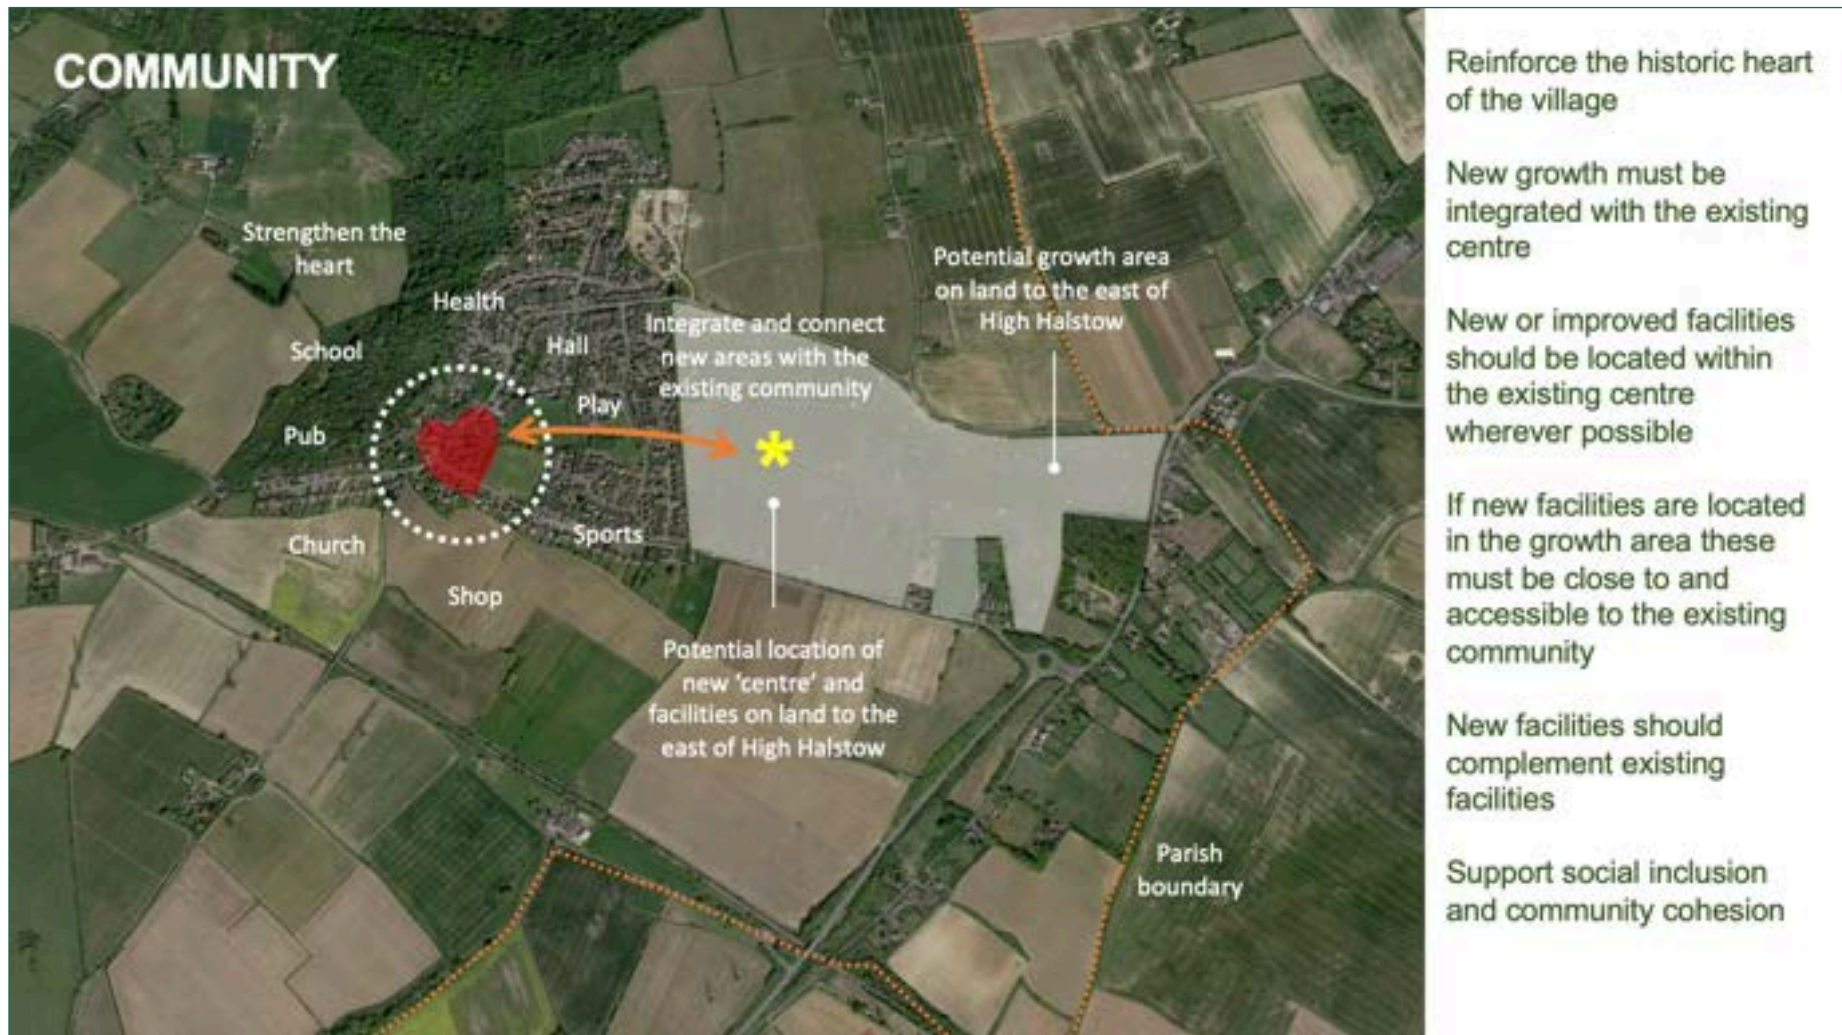 COMMUNITY
Strengthen the
heart
Health
School
Hall
Play
Pub
Church
Sports
Shop
Integrate and connect
new areas with the
existing community
Potential growth area
on land to the east of
High Halstow
Potential location of
new ‘centre’ and
facilities on land to the
east of High Halstow
Parish
boundary
Reinforce the historic heart
of the village
New growth must be
integrated with the existing
centre
New or improved facilities
should be located within
the existing centre
wherever possible
If new facilities are located
in the growth area these
must be close to and
accessible to the existing
community
New facilities should
complement existing
facilities
Support social inclusion
and community cohesion